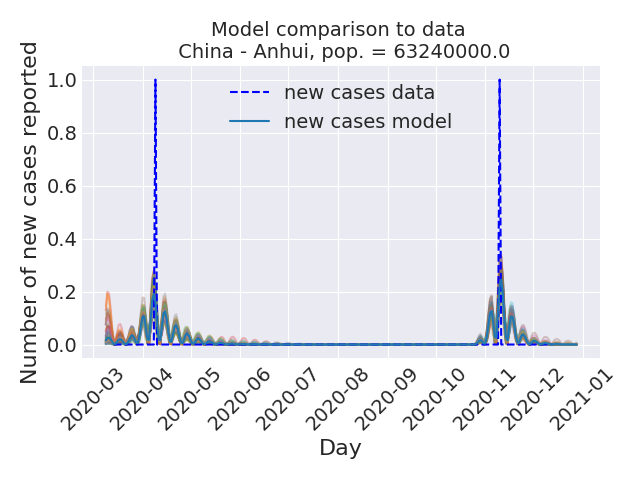 Model comparison to data
China - Anhui, pop. = 63240000.0
new cases data
new cases model
Number of new cases reported
1.0
0.8
0.6
0.4
0.2
0.0
2020-03
2020-04
2020-05
2020-06
2020-07
2020-08
2020-09
2020-10
2020-11
2020-12
2021-01
Day